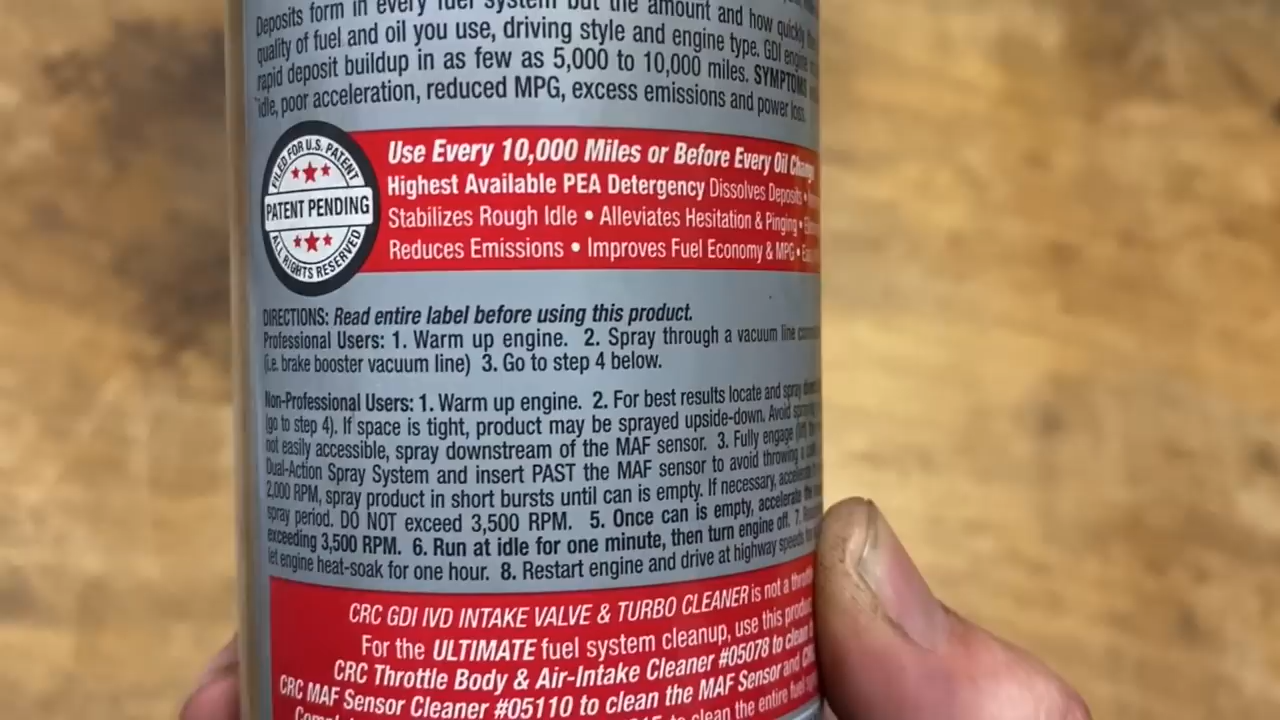 Deposits form in every fuel system but the amount and how quickly
quality of fuel and oil you use, driving style and engine type. GDI engine
rapid deposit buildup in as few as 5,000 to 10,000 miles. SYMPTOMS
idle, poor acceleration, reduced MPG, excess emissions and power loss.
FILED FOR U.S. PATENT
PATENT PENDING
ALL RIGHTS RESERVED
Use Every 10,000 Miles or Before Every Oil Change
Highest Available PEA Detergency Dissolves Deposits •
Stabilizes Rough Idle • Alleviates Hesitation & Pinging •
Reduces Emissions • Improves Fuel Economy & MPG •
DIRECTIONS: Read entire label before using this product.
Professional Users: 1. Warm up engine. 2. Spray through a vacuum line
(i.e. brake booster vacuum line) 3. Go to step 4 below.
Non-Professional Users: 1. Warm up engine. 2. For best results locate and spray
(go to step 4). If space is tight, product may be sprayed upside-down. Avoid
not easily accessible, spray downstream of the MAF sensor. 3. Fully engage
Dual-Action Spray System and insert PAST the MAF sensor to avoid throwing a
2,000 RPM, spray product in short bursts until can is empty. If necessary, accelerate
spray period. DO NOT exceed 3,500 RPM. 5. Once can is empty, accelerate
exceeding 3,500 RPM. 6. Run at idle for one minute, then turn engine off. 7.
let engine heat-soak for one hour. 8. Restart engine and drive at highway speeds
CRC GDI IVD INTAKE VALVE & TURBO CLEANER is not a throttle
For the ULTIMATE fuel system cleanup, use this product
CRC Throttle Body & Air-Intake Cleaner #05078 to clean
CRC MAF Sensor Cleaner #05110 to clean the MAF Sensor and
to clean the entire fuel